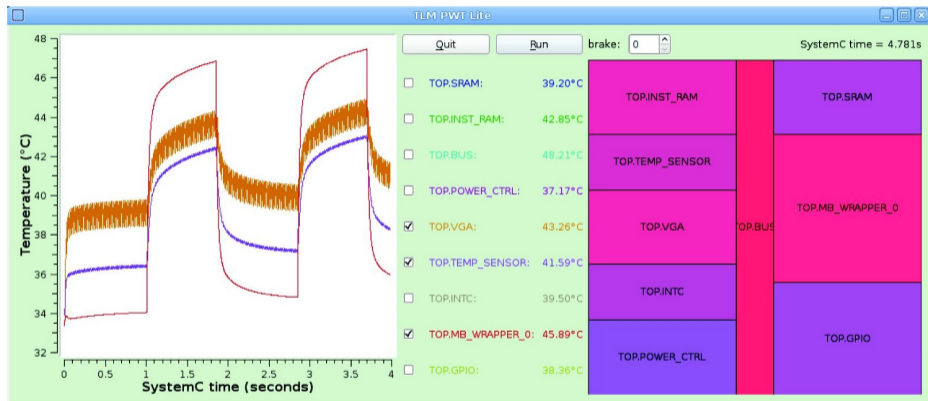 TLM PWT Lite
Quit
Run
brake: 0
SystemC time = 4.781s
Temperature (°C)
48
46
44
42
40
38
36
34
32
0 0.5 1 1.5 2 2.5 3 3.5 4
SystemC time (seconds)
TOP.SRAM: 39.20°C
TOP.INST_RAM: 42.85°C
TOP.BUS: 48.21°C
TOP.POWER_CTRL: 37.17°C
TOP.VGA: 43.26°C
TOP.TEMP_SENSOR: 41.59°C
TOP.INTC: 39.50°C
TOP.MB_WRAPPER_0: 45.89°C
TOP.GPIO: 38.36°C
TOP.INST_RAM
TOP.TEMP_SENSOR
TOP.VGA
TOP.INTC
TOP.POWER_CTRL
TOP.BUS
TOP.SRAM
TOP.MB_WRAPPER_0
TOP.GPIO